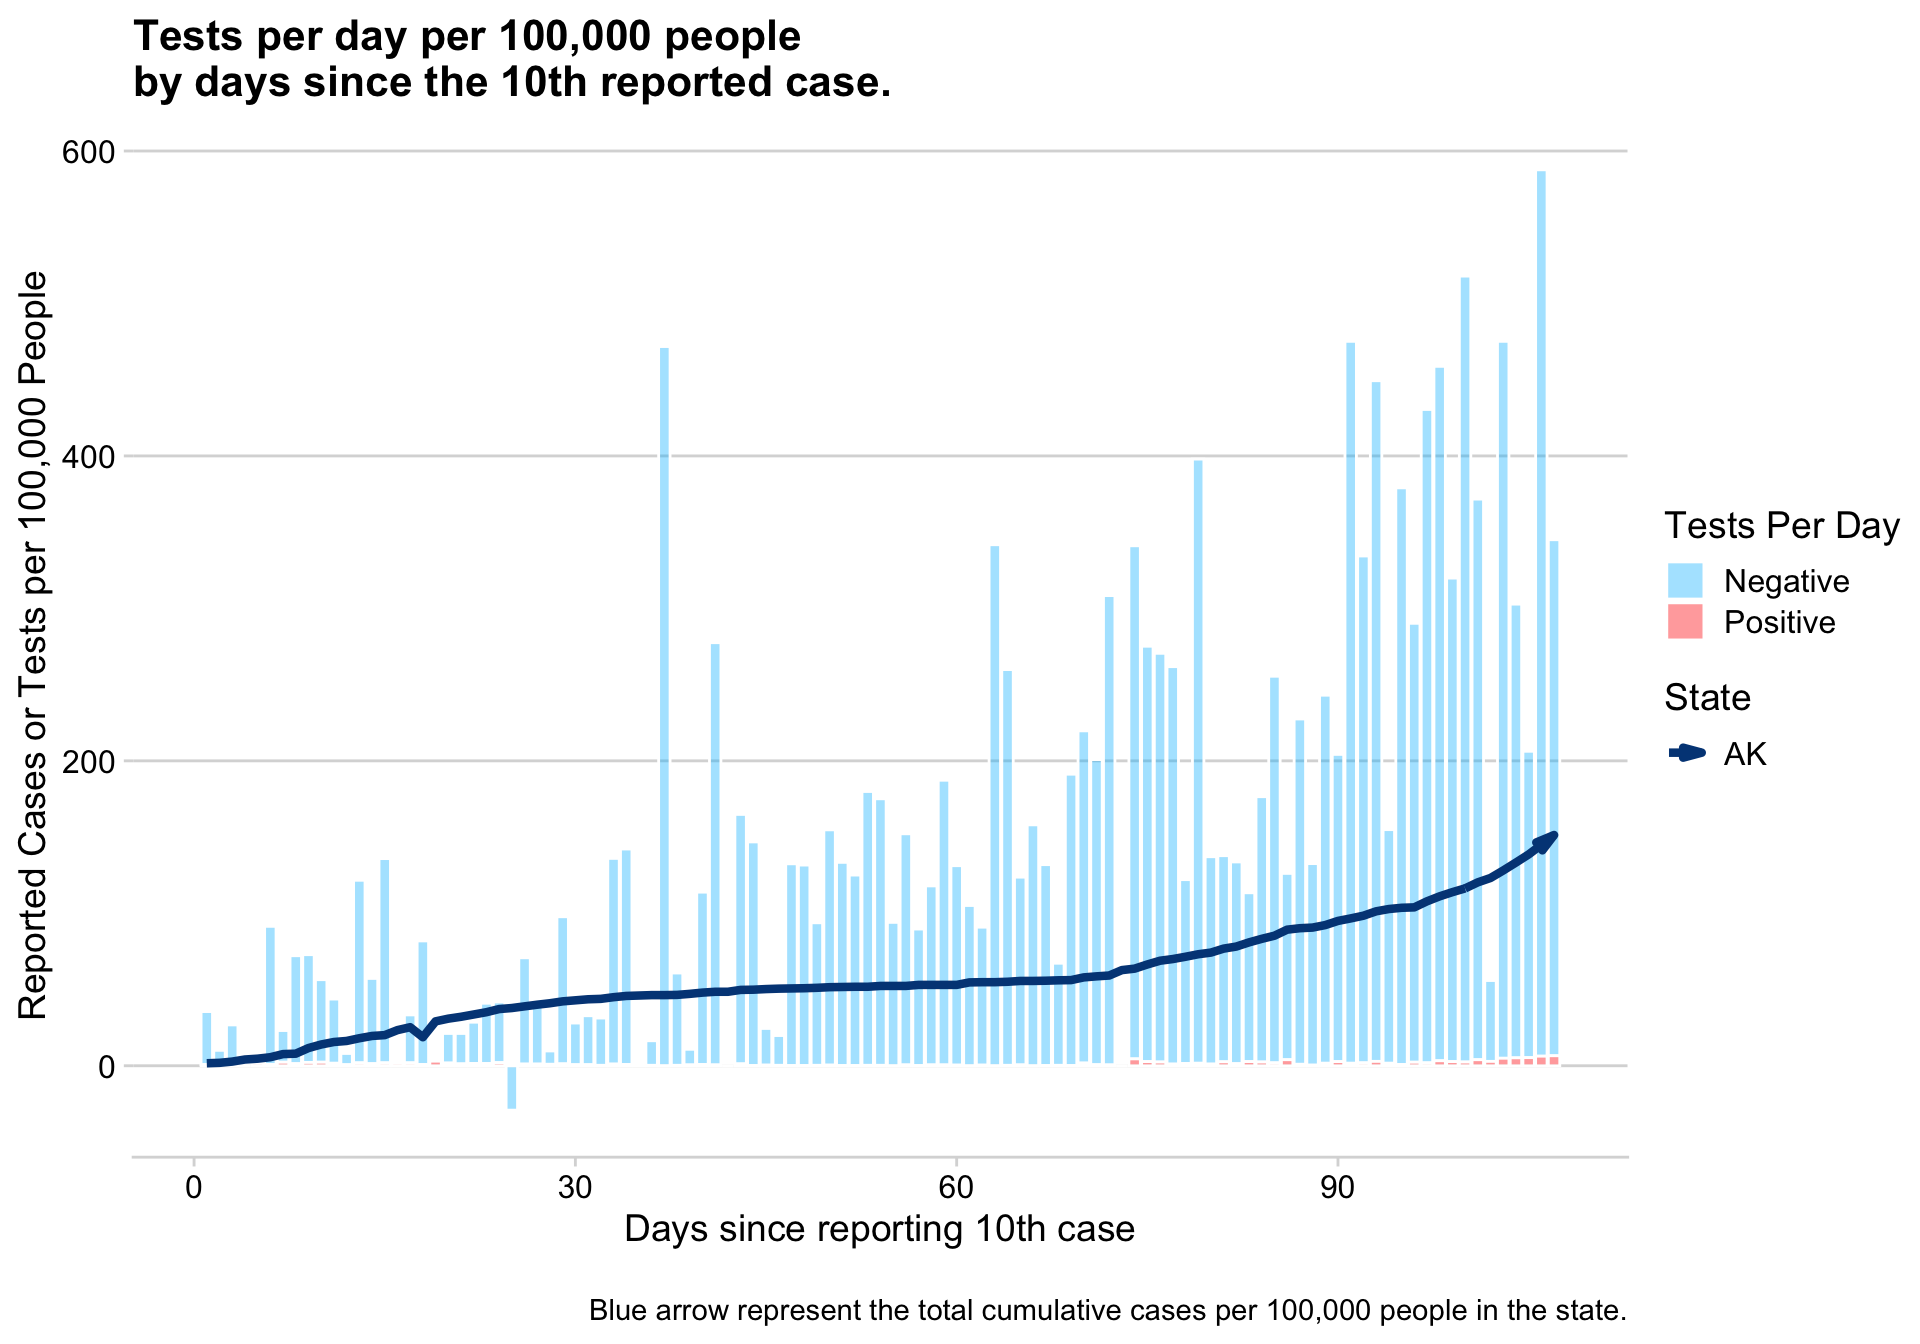 Tests per day per 100,000 people
by days since the 10th reported case.
Reported Cases or Tests per 100,000 People
600
400
200
0
0
30
60
90
Days since reporting 10th case
Tests Per Day
Negative
Positive
State
AK
Blue arrow represent the total cumulative cases per 100,000 people in the state.